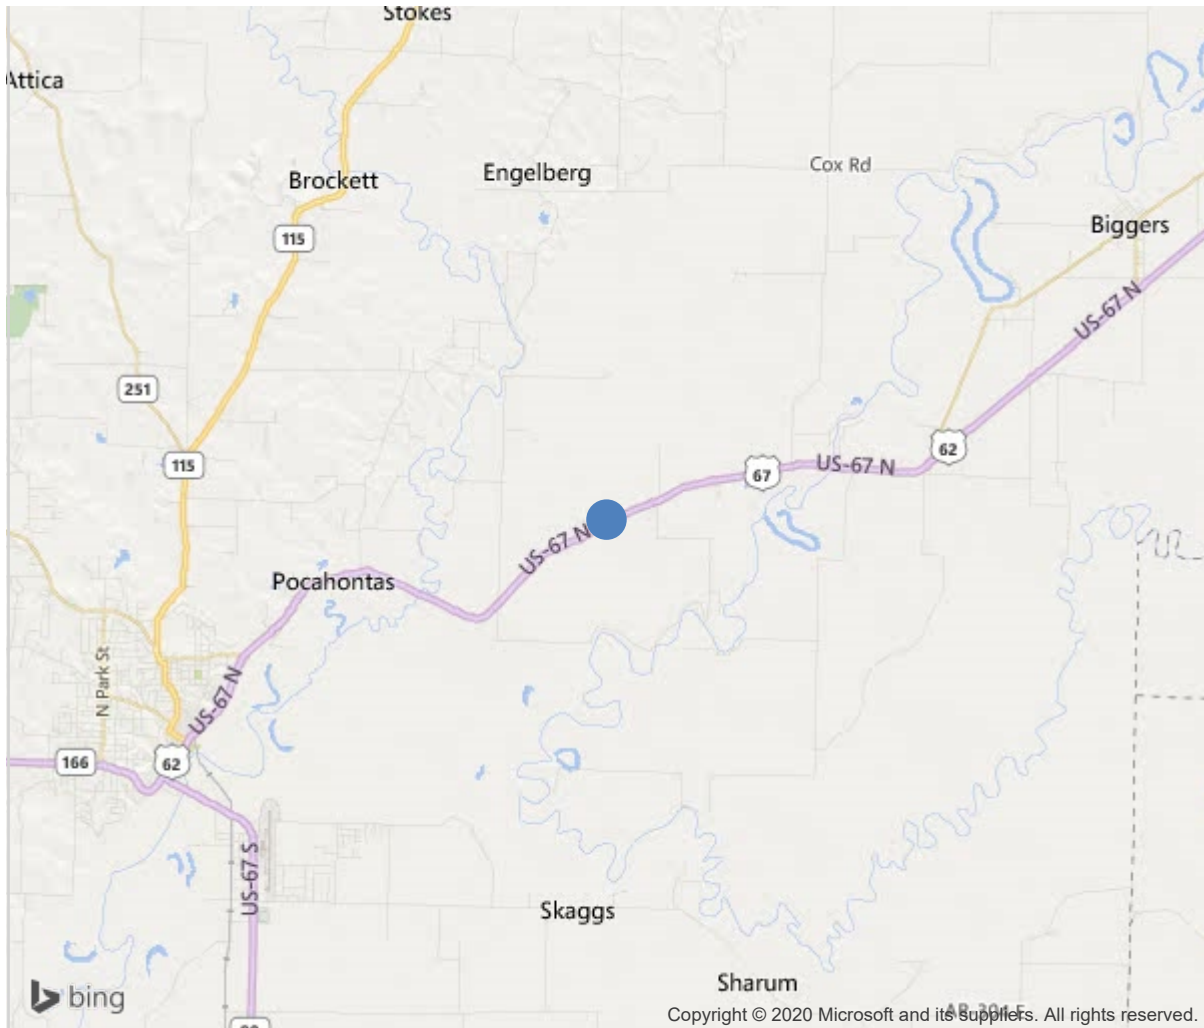 Stokes
Attica
Cox Rd
Engelberg
Brockett
Biggers
115
US-67 N
251
62
115
US-67 N
67
US-67 N
Pocahontas
N Park St
US-67 N
62
166
US-67 S
Skaggs
Sharum
bing
AR-304 E
Copyright © 2020 Microsoft and its suppliers. All rights reserved.